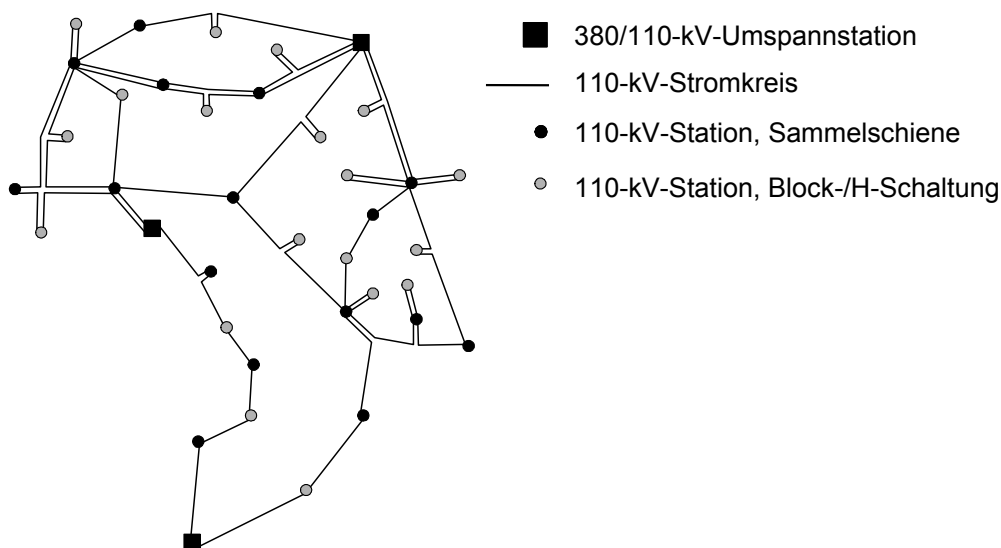 380/110-kV-Umspannstation
110-kV-Stromkreis
110-kV-Station, Sammelschiene
110-kV-Station, Block-/H-Schaltung